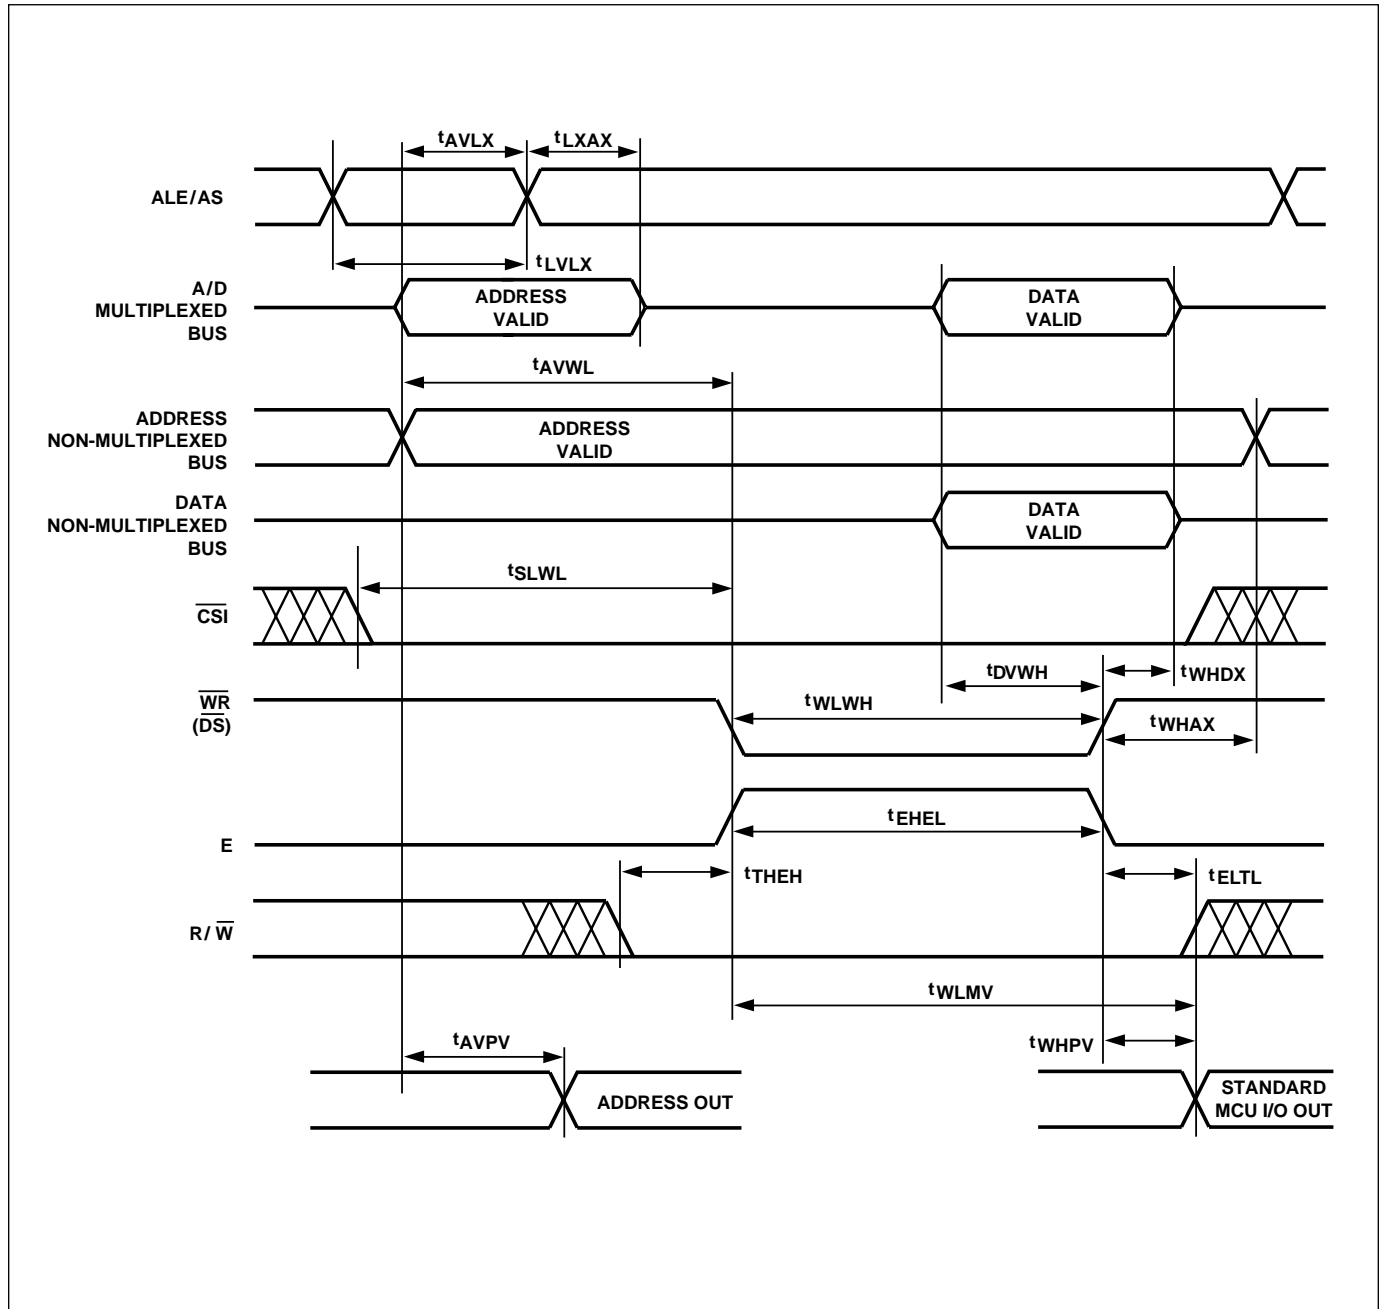 tAVLX
tLXAX
ALE/AS
tLVLX
A/D
MULTIPLEXED
BUS
ADDRESS
VALID
DATA
VALID
tAVWL
ADDRESS
NON-MULTIPLEXED
BUS
ADDRESS
VALID
DATA
NON-MULTIPLEXED
BUS
DATA
VALID
tSLWL
CSI
tDVWH
tWHDX
WR
(DS)
tWLWH
tWHAX
tEHEL
E
tTHEH
tELTL
R/ W
tWLMV
tAVPV
tWHPV
ADDRESS OUT
STANDARD
MCU I/O OUT